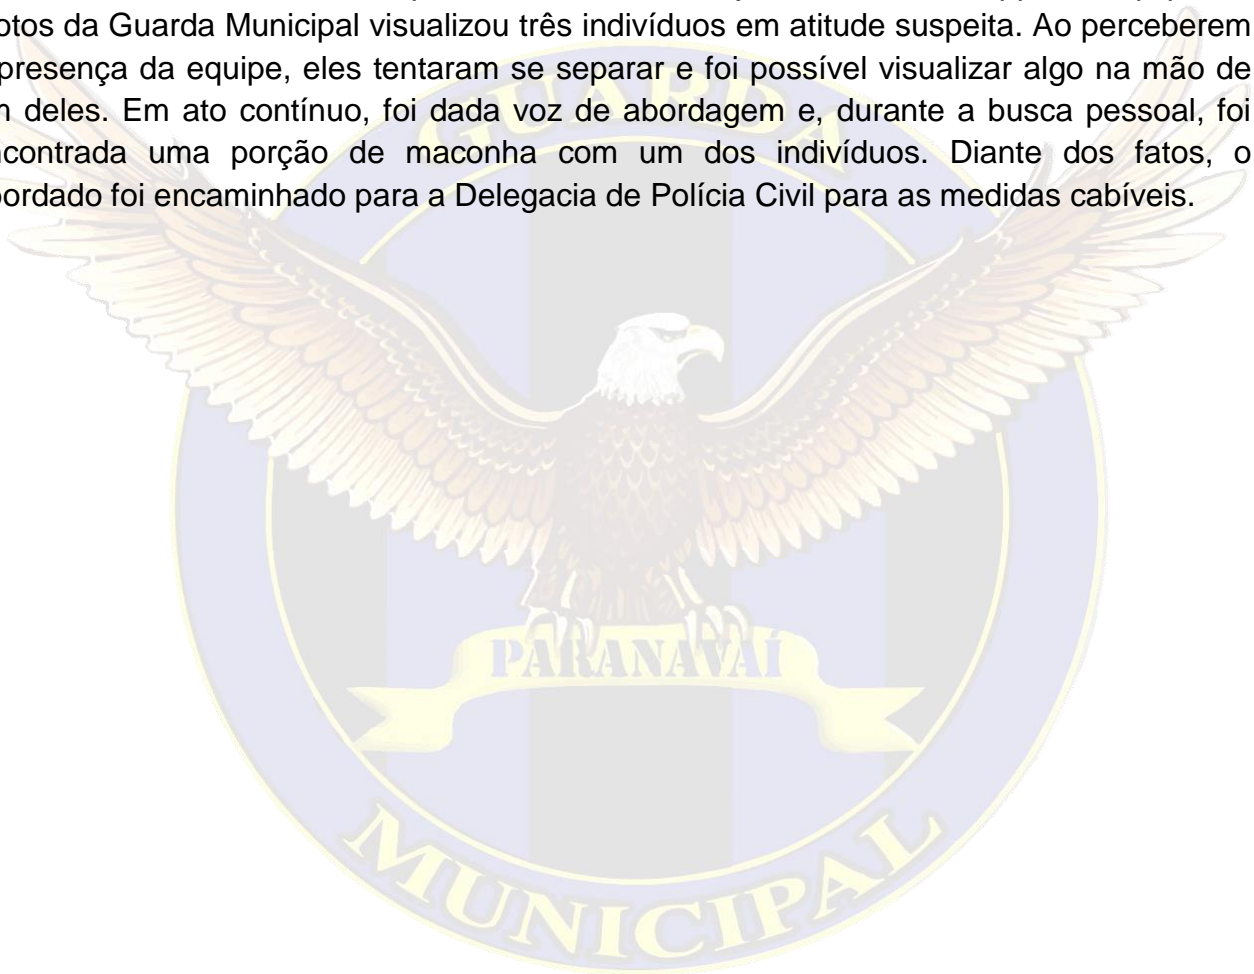 otos da Guarda Municipal visualizou três indivíduos em atitude suspeita. Ao perceberem
presença da equipe, eles tentaram se separar e foi possível visualizar algo na mão de
m deles. Em ato contínuo, foi dada voz de abordagem e, durante a busca pessoal, foi
ncontrada uma porção de maconha com um dos indivíduos. Diante dos fatos, o
bordado foi encaminhado para a Delegacia de Polícia Civil para as medidas cabíveis.
GUARDA
PARANAVAÍ
MUNICIPAL